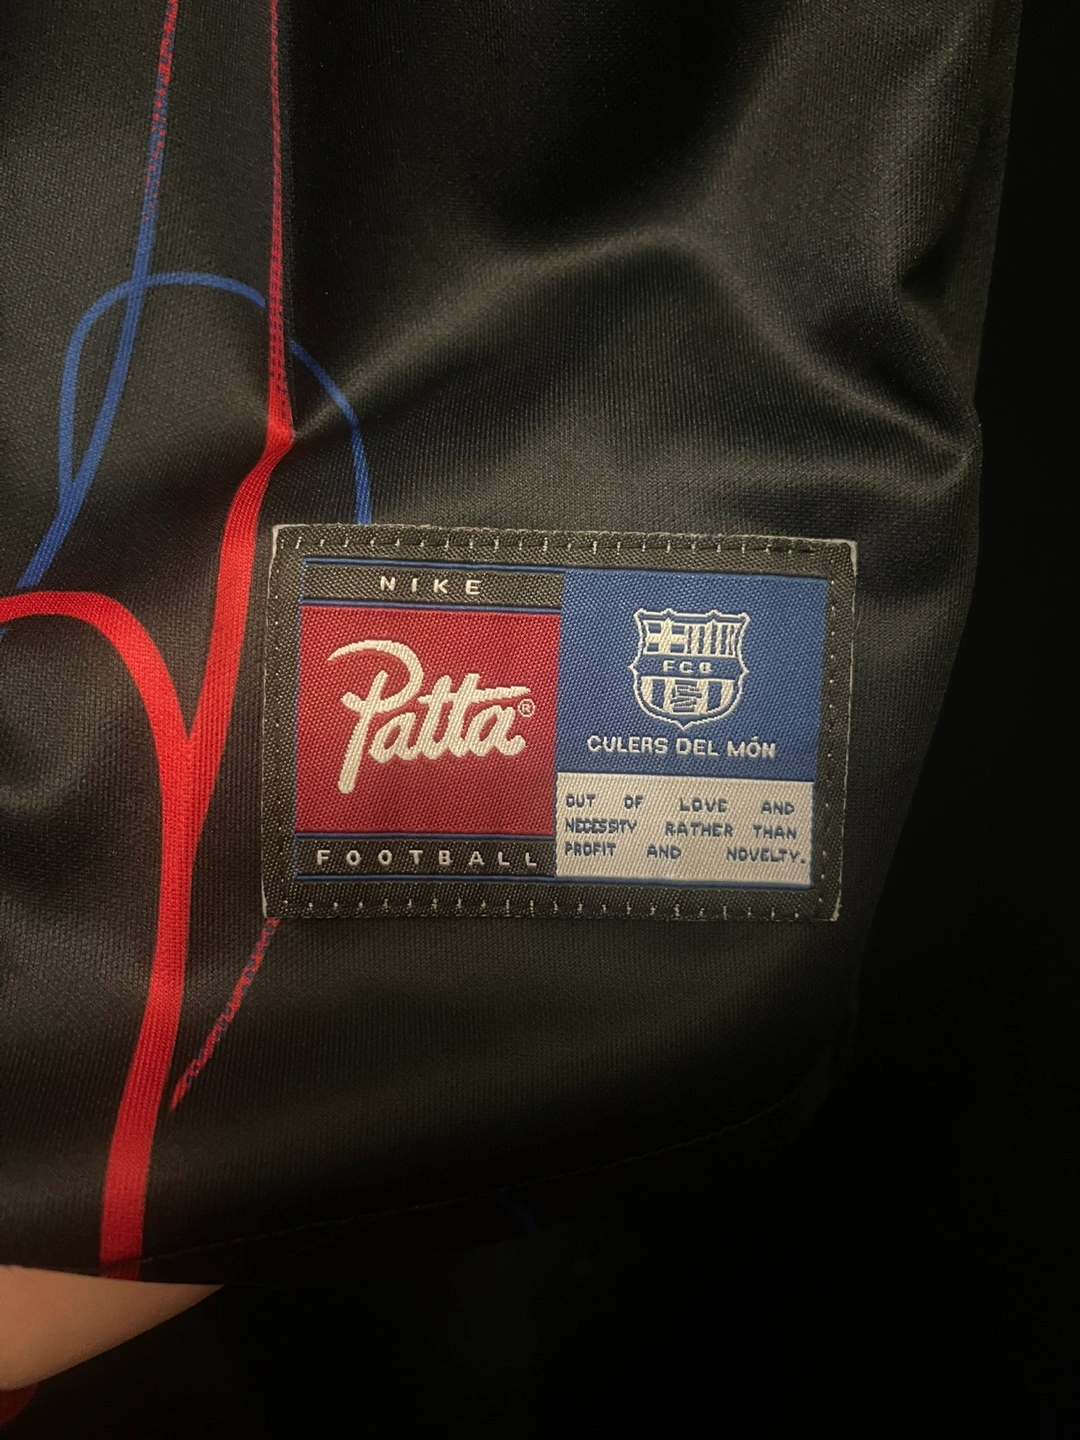 NIKE
Patta®
FOOTBALL
FCB
CULERS DEL MÓN
OUT OF LOVE AND
NECESSITY RATHER THAN
PROFIT AND NOVELTY.